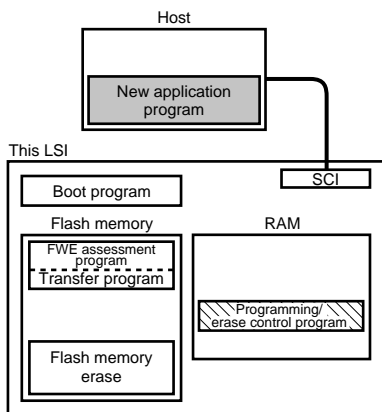 Host
New application
program
This LSI
SCI
Boot program
Flash memory
RAM
FWE assessment
program
Transfer program
Programming/
erase control program
Flash memory
erase